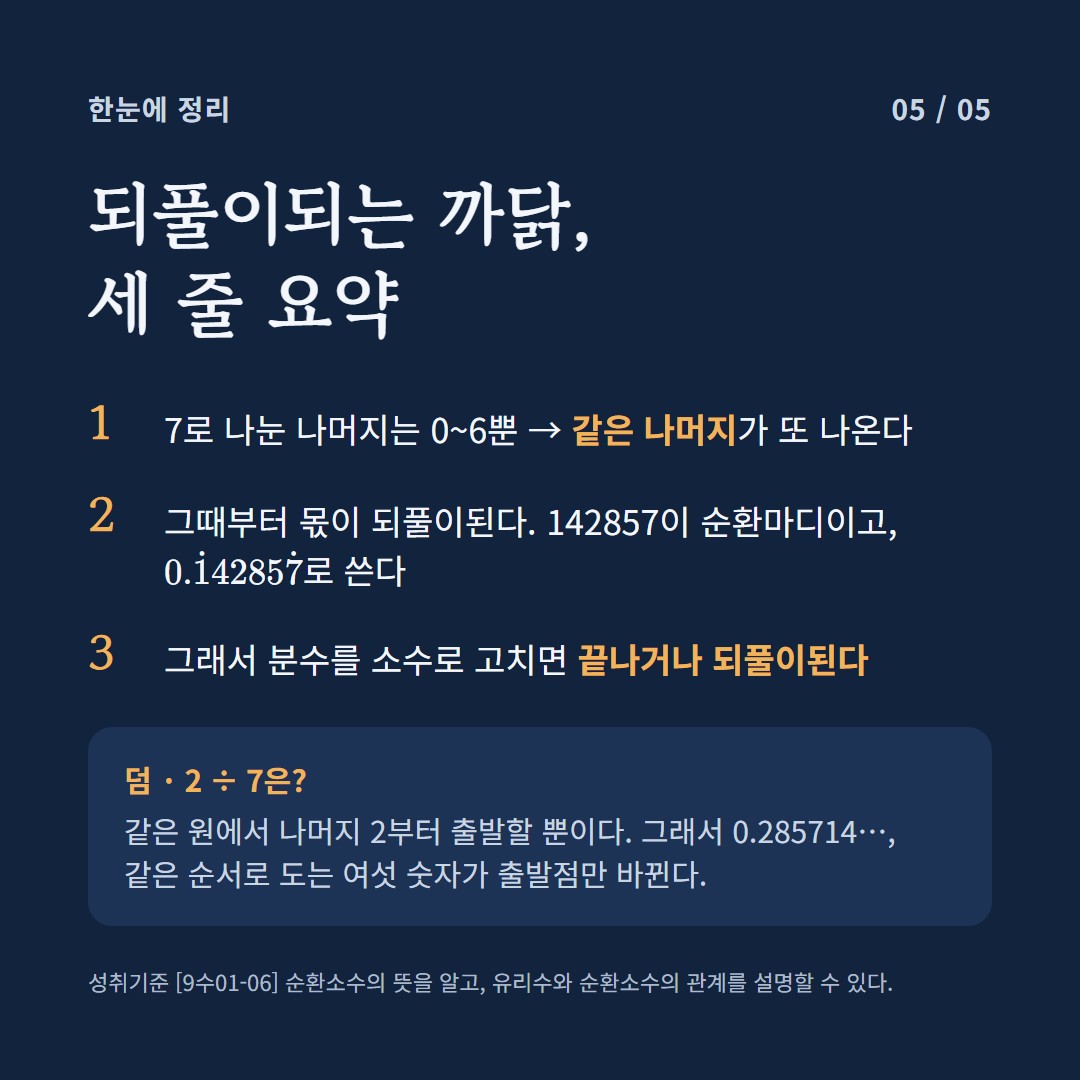 한눈에 정리
05 / 05
되풀이되는 까닭,
세 줄 요약
1 7로 나눈 나머지는 0~6뿐 → 같은 나머지가 또 나온다
2 그때부터 몫이 되풀이된다. 142857이 순환마디이고,
0.1̇42857̇로 쓴다
3 그래서 분수를 소수로 고치면 끝나거나 되풀이된다
덤 · 2 ÷ 7은?
같은 원에서 나머지 2부터 출발할 뿐이다. 그래서 0.285714⋯,
같은 순서로 도는 여섯 숫자가 출발점만 바뀐다.
성취기준 [9수01-06] 순환소수의 뜻을 알고, 유리수와 순환소수의 관계를 설명할 수 있다.